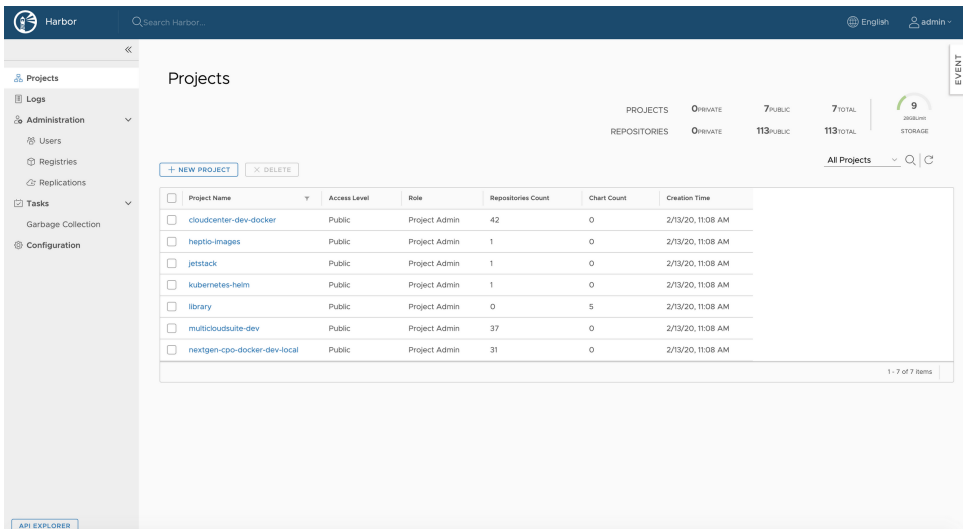 Harbor
Search Harbor...
English
admin
EVENT
Projects
Logs
Administration
Users
Registries
Replications
Tasks
Garbage Collection
Configuration
API EXPLORER
Projects
PROJECTS 0PRIVATE 7PUBLIC 7TOTAL
REPOSITORIES 0PRIVATE 113PUBLIC 113TOTAL
9
STORAGE
All Projects
+ NEW PROJECT
× DELETE
Project Name Access Level Role Repositories Count Chart Count Creation Time
cloudcenter-dev-docker Public Project Admin 42 0 2/13/20, 11:08 AM
heptio-images Public Project Admin 1 0 2/13/20, 11:08 AM
jetstack Public Project Admin 1 0 2/13/20, 11:08 AM
kubernetes-helm Public Project Admin 1 0 2/13/20, 11:08 AM
library Public Project Admin 0 5 2/13/20, 11:08 AM
multicloudsuite-dev Public Project Admin 37 0 2/13/20, 11:08 AM
nextgen-cpo-docker-dev-local Public Project Admin 31 0 2/13/20, 11:08 AM
1 - 7 of 7 items